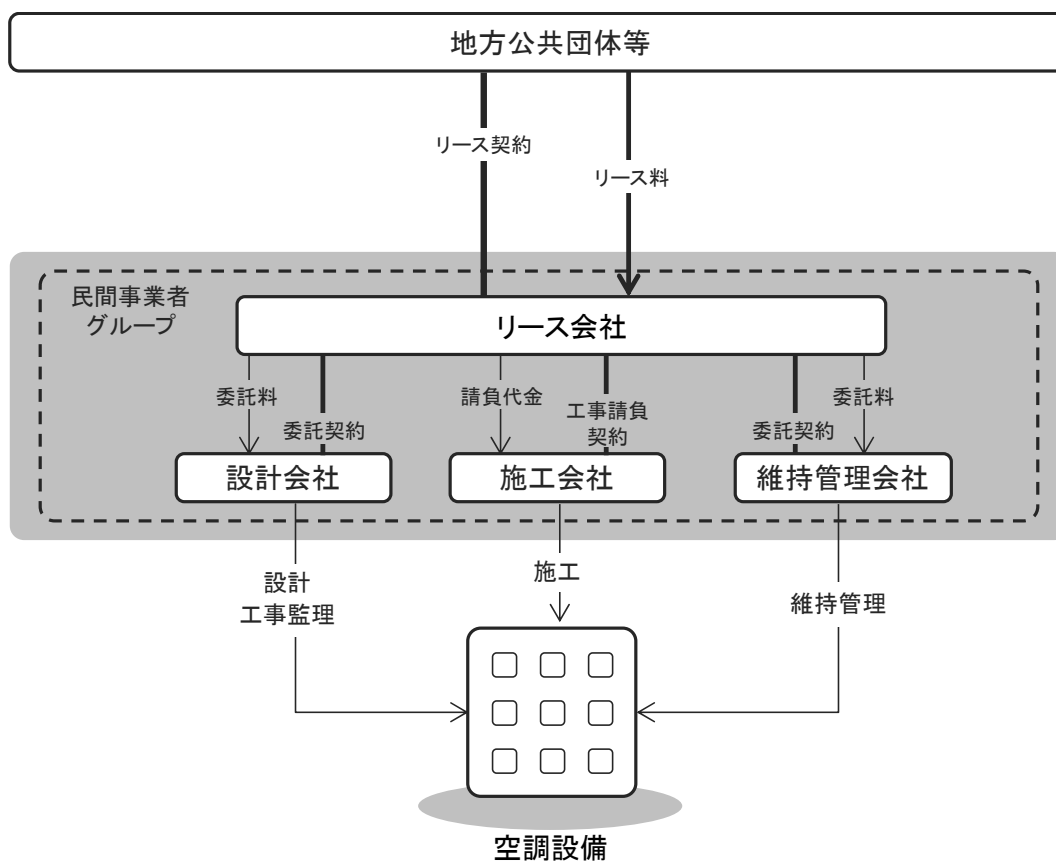 地方公共団体等
リース契約
リース料
民間事業者
グループ
リース会社
委託料
委託契約
請負代金
工事請負
契約
委託契約
委託料
設計会社
施工会社
維持管理会社
設計
工事監理
施工
維持管理
空調設備